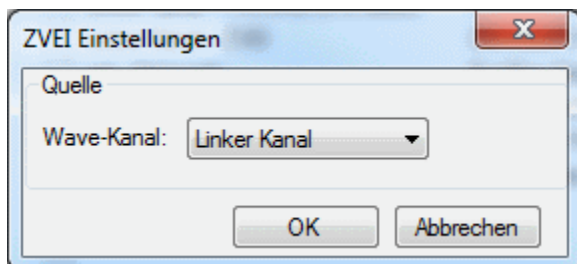 ZVEI Einstellungen
Quelle
Wave-Kanal: Linker Kanal
OK Abbrechen